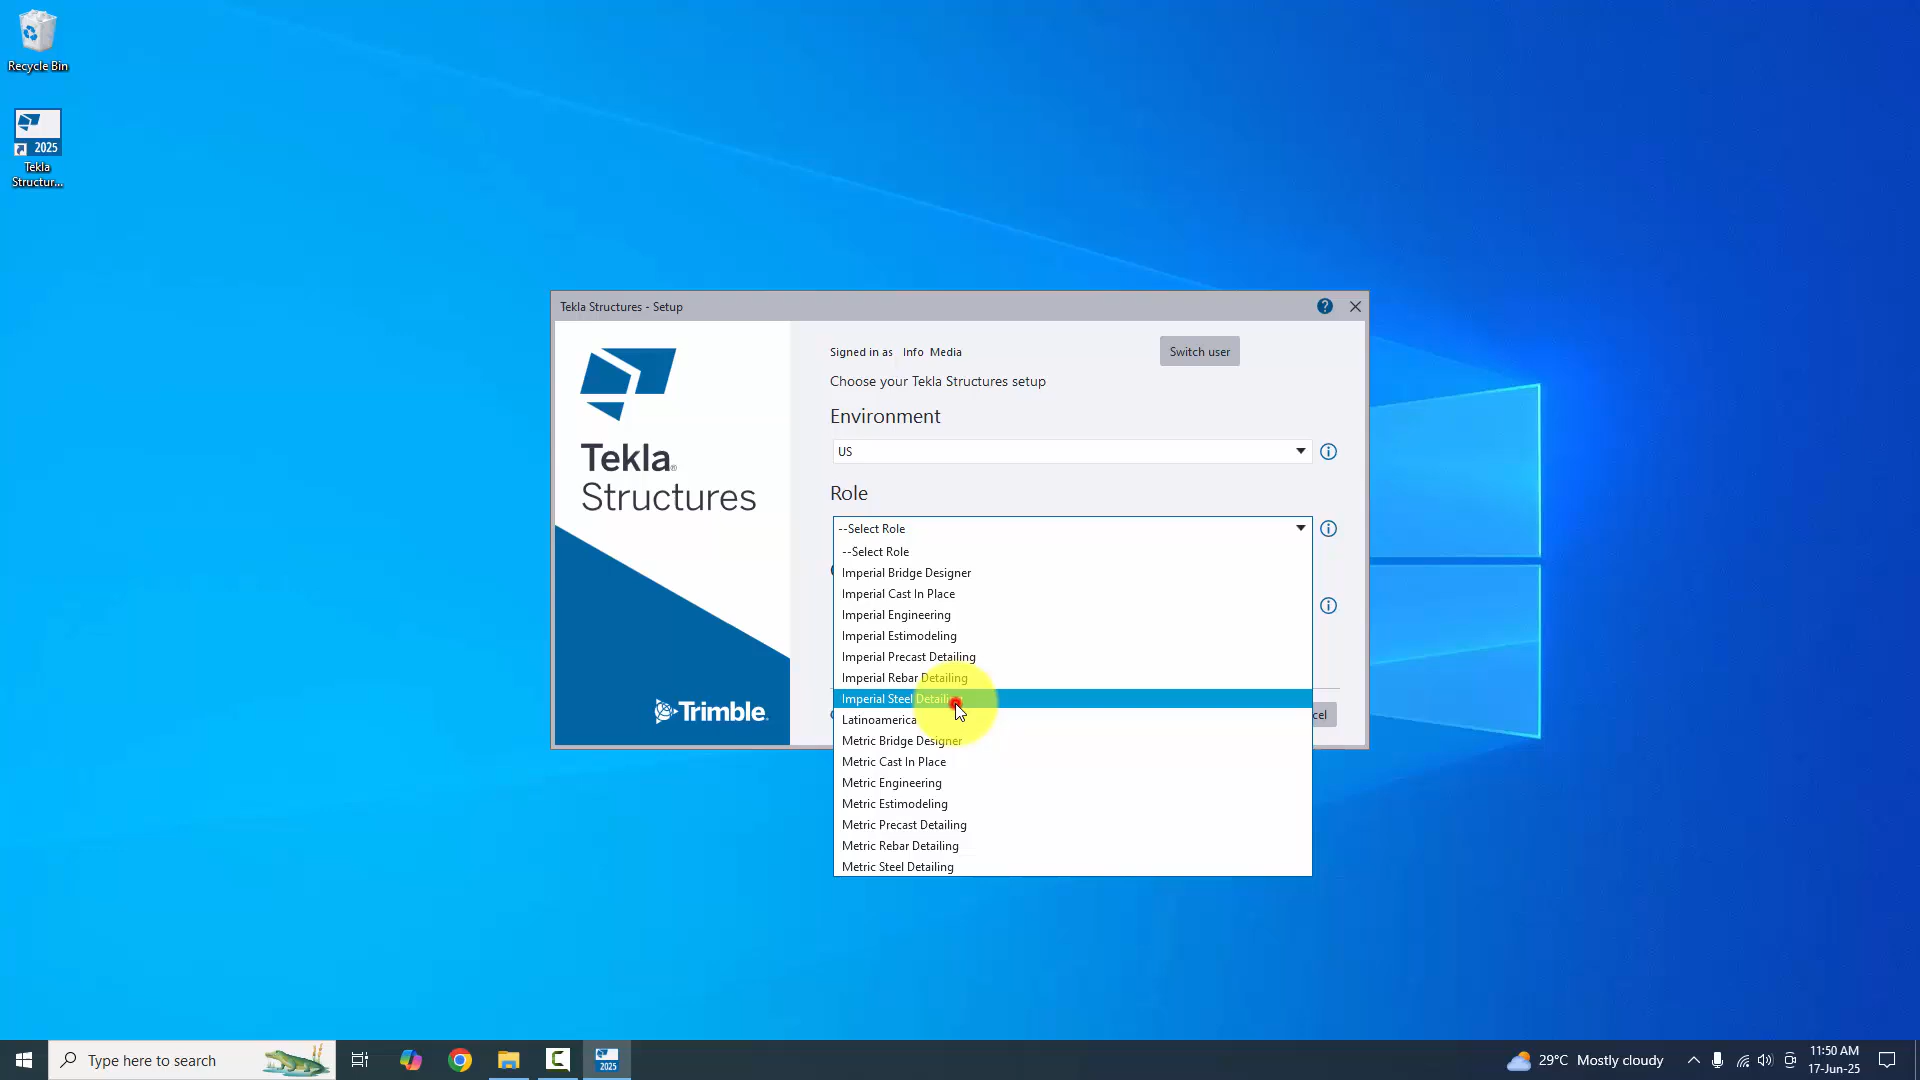 Recycle Bin
2025
Tekla
Structur...
Tekla Structures - Setup
?
Tekla®
Structures
Trimble
Signed in as Info Media
Switch user
Choose your Tekla Structures setup
Environment
US
Role
--Select Role
--Select Role
Imperial Bridge Designer
Imperial Cast In Place
Imperial Engineering
Imperial Estimodeling
Imperial Precast Detailing
Imperial Rebar Detailing
Imperial Steel Detailing
Latinoamerica
Metric Bridge Designer
Metric Cast In Place
Metric Engineering
Metric Estimodeling
Metric Precast Detailing
Metric Rebar Detailing
Metric Steel Detailing
cel
Type here to search
2025
29°C Mostly cloudy
11:50 AM
17-Jun-25